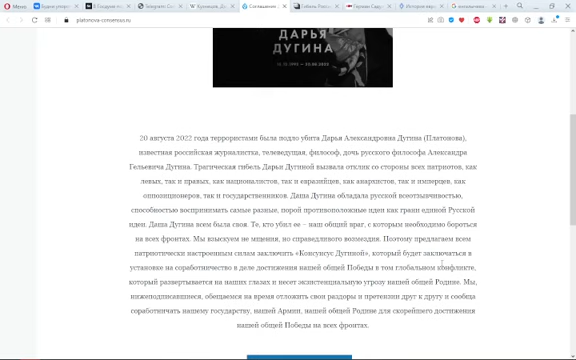 Меню
platonova-consensus.ru
ДАРЬЯ
ДУГИНА
20 августа 2022 года террористами была подло убита Дарья Александровна Дугина (Платонова),
известная российская журналистка, телеведущая, философ, дочь русского философа Александра
Гельевича Дугина. Трагическая гибель Дарьи Дугиной вызвала отклик со стороны всех патриотов, как
левых, так и правых, как националистов, так и евразийцев, как анархистов, так и имперцев, как
оппозиционеров, так и государственников. Даша Дугина обладала русской всеотзывчивостью,
способностью воспринимать самые разные, порой противоположные идеи как грани единой Русской
идеи. Даша Дугина всем была своя. Те, кто убил ее – наш общий враг, с которым необходимо бороться
на всех фронтах. Мы взыскуем не мщения, но справедливого возмездия. Поэтому предлагаем всем
патриотически настроенным силам заключить «Консунсус Дугиной», который будет заключаться в
установке на соработничество в деле достижения нашей общей Победы в том глобальном конфликте,
который развертывается на наших глазах и несет экзистенциальную угрозу нашей общей Родине. Мы,
нижеподписавшиеся, обещаемся на время отложить свои раздоры и претензии друг к другу и сообща
соработничать нашему государству, нашей Армии, нашей общей Родине для скорейшего достижения
нашей общей Победы на всех фронтах.